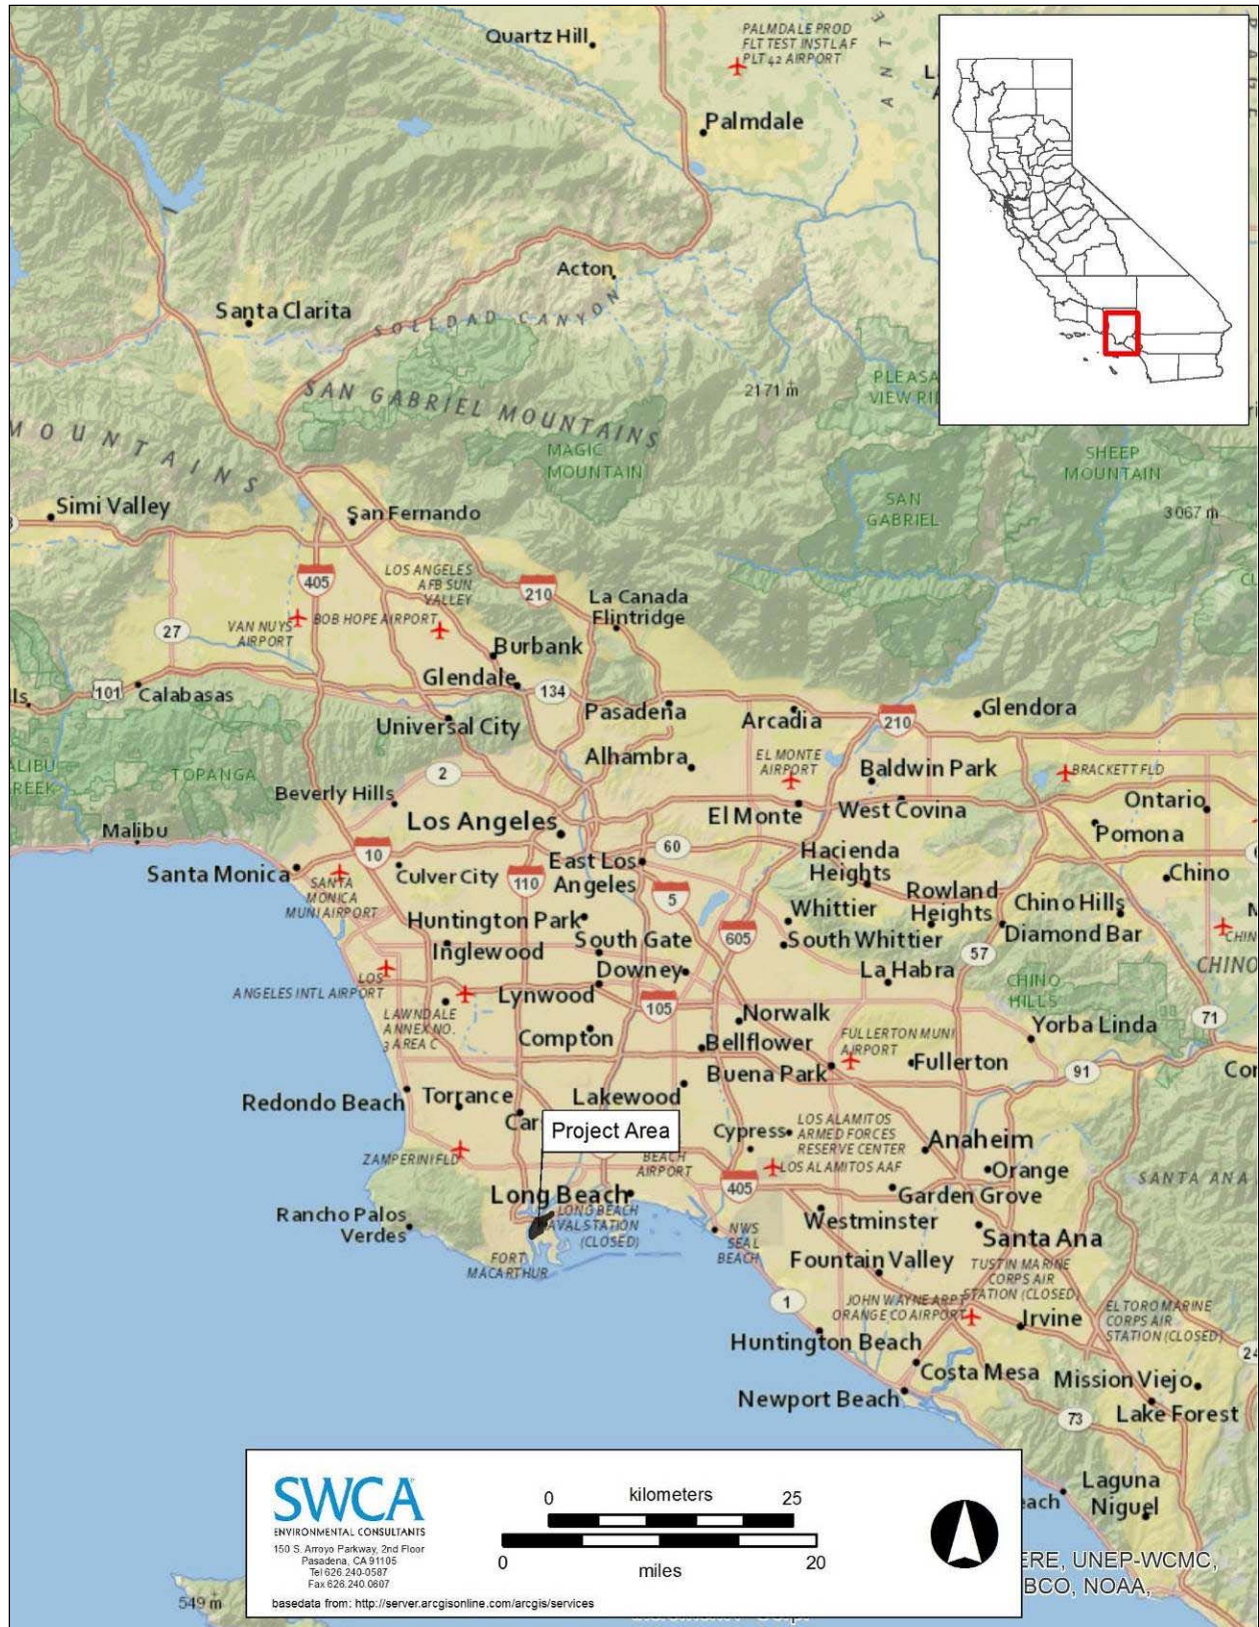 Quartz Hill
PALMDALE PROD
FLT TEST INSTL AF
PLT 42 AIRPORT
Palmdale
Acton
Santa Clarita
SOLEDAD CANYON
SAN GABRIEL MOUNTAINS
2171 m
MOUNTAINS
MAGIC
MOUNTAIN
SHEEP
MOUNTAIN
SAN
GABRIEL
3067 m
Simi Valley
San Fernando
405
LOS ANGELES
AFB SUN
VALLEY
210
La Canada
Flintridge
27
VAN NUYS
AIRPORT
BOB HOPE AIRPORT
Burbank
Glendale
134
101
Calabasas
Universal City
Pasadena
Arcadia
210
Glendora
TOPANGA
2
Alhambra
EL MONTE
AIRPORT
Baldwin Park
BRACKETT FLD
Beverly Hills
Los Angeles
El Monte
West Covina
Ontario
Malibu
Pomona
10
60
Santa Monica
Culver City
110
East Los
Angeles
Hacienda
Heights
Chino
SANTA
MONICA
MUNI AIRPORT
5
Rowland
Heights
Chino Hills
Huntington Park
Whittier
Inglewood
South Gate
605
South Whittier
Diamond Bar
57
LOS
ANGELES INTL AIRPORT
Downey
La Habra
CHINO
Lynwood
105
CHINO
HILLS
LAWNDALE
ANNEX NO.
3 AREA C
Compton
Norwalk
71
Bellflower
FULLERTON MUNI
AIRPORT
Yorba Linda
Buena Park
Fullerton
91
Redondo Beach
Torrance
Lakewood
Project Area
Cypress
LOS ALAMITOS
ARMED FORCES
RESERVE CENTER
Anaheim
ZAMPERINI FLD
BEACH
AIRPORT
LOS ALAMITOS AAF
Orange
SANTA ANA
405
Long Beach
Garden Grove
Rancho Palos
Verdes
LONG BEACH
NAVAL STATION
(CLOSED)
NWS
SEAL
BEACH
Westminster
Santa Ana
FORT
MACARTHUR
Fountain Valley
TUSTIN MARINE
CORPS AIR
STATION (CLOSED)
1
JOHN WAYNE ARPT
ORANGE CO AIRPORT
Irvine
EL TORO MARINE
CORPS AIR
STATION (CLOSED)
Huntington Beach
Costa Mesa
Mission Viejo
Newport Beach
73
Lake Forest
Laguna
Niguel
SWCA
ENVIRONMENTAL CONSULTANTS
150 S. Arroyo Parkway, 2nd Floor
Pasadena, CA 91105
Tel 626.240.0587
Fax 626.240.0607
basedata from: http://server.arcgisonline.com/arcgis/services
0 kilometers 25
0 miles 20
UNEP-WCMC,
NOAA,
549 m